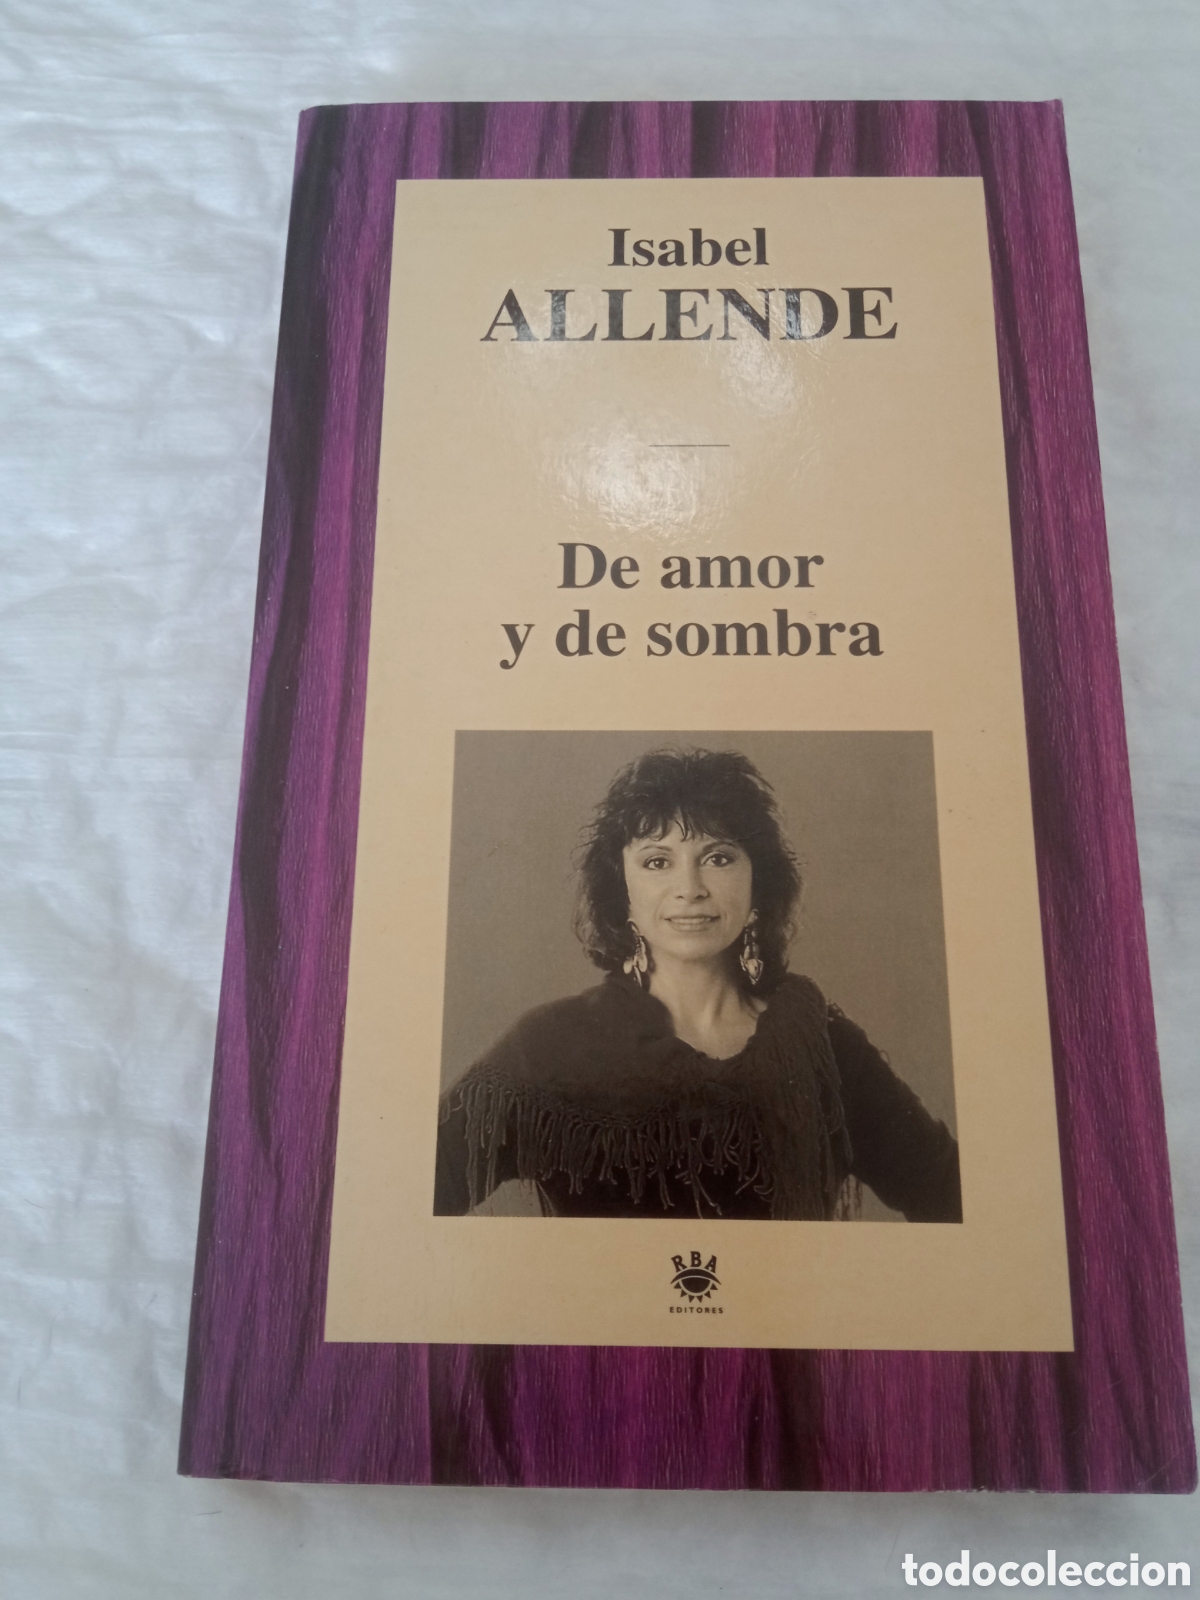 Isabel
ALLENDE
De amor
y de sombra
RBA
EDITORES
todocoleccion